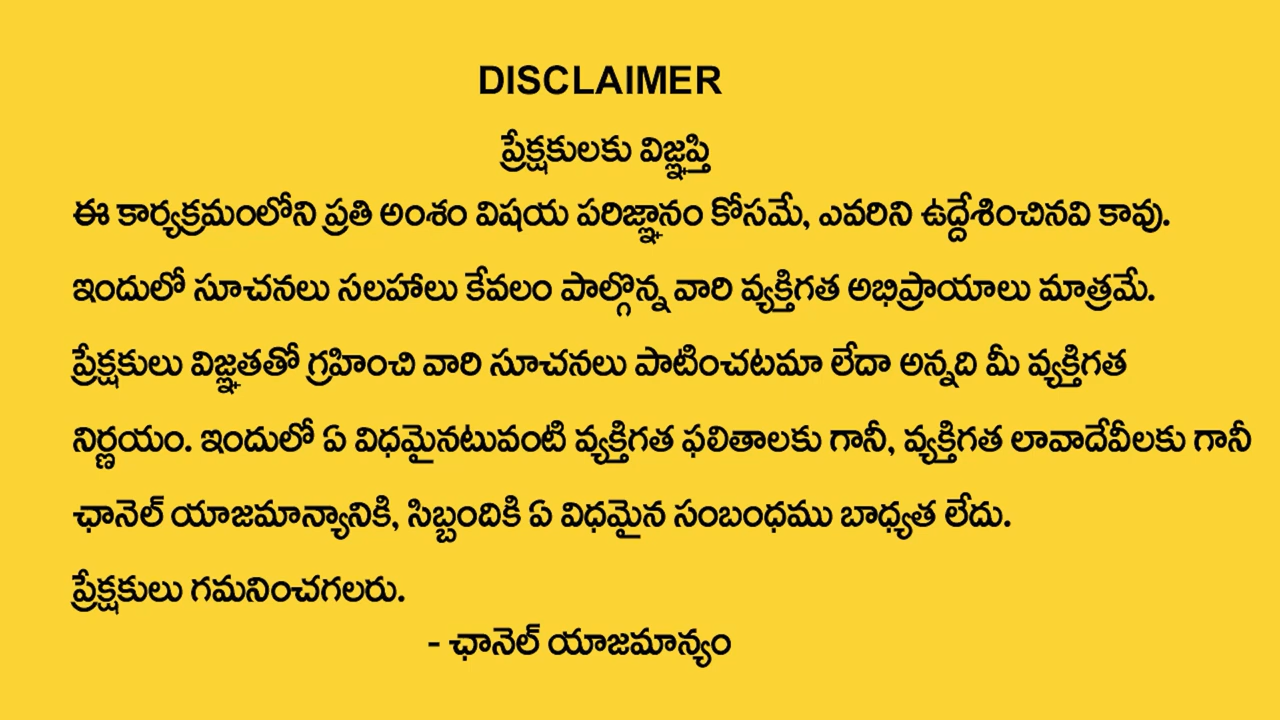 DISCLAIMER
ప్రేక్షకులకు విజ్ఞప్తి
ఈ కార్యక్రమంలోని ప్రతి అంశం విషయ పరిజ్ఞానం కోసమే, ఎవరిని ఉద్దేశించినవి కావు.
ఇందులో సూచనలు సలహాలు కేవలం పాల్గొన్న వారి వ్యక్తిగత అభిప్రాయాలు మాత్రమే.
ప్రేక్షకులు విజ్ఞతతో గ్రహించి వారి సూచనలు పాటించటమా లేదా అన్నది మీ వ్యక్తిగత
నిర్ణయం. ఇందులో ఏ విధమైనటువంటి వ్యక్తిగత ఫలితాలకు గానీ, వ్యక్తిగత లావాదేవీలకు గానీ
ఛానెల్ యాజమాన్యానికి, సిబ్బందికి ఏ విధమైన సంబంధము బాధ్యత లేదు.
ప్రేక్షకులు గమనించగలరు.
- ఛానెల్ యాజమాన్యం